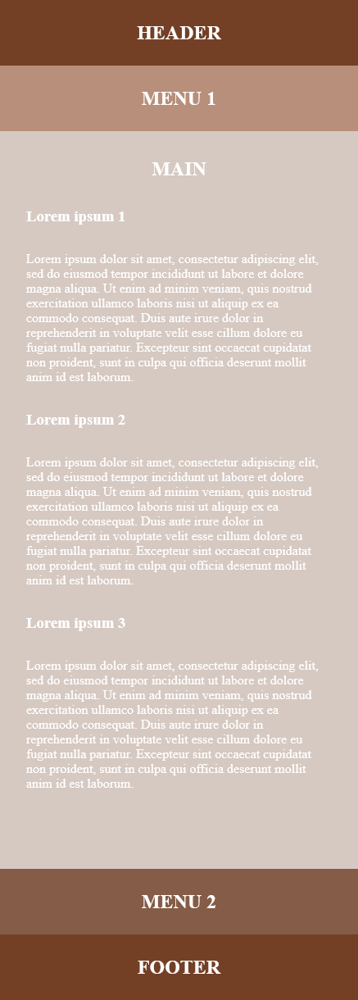 HEADER
MENU 1
MAIN
Lorem ipsum 1
Lorem ipsum dolor sit amet, consectetur adipiscing elit,
sed do eiusmod tempor incididunt ut labore et dolore
magna aliqua. Ut enim ad minim veniam, quis nostrud
exercitation ullamco laboris nisi ut aliquip ex ea
commodo consequat. Duis aute irure dolor in
reprehenderit in voluptate velit esse cillum dolore eu
fugiat nulla pariatur. Excepteur sint occaecat cupidatat
non proident, sunt in culpa qui officia deserunt mollit
anim id est laborum.
Lorem ipsum 2
Lorem ipsum dolor sit amet, consectetur adipiscing elit,
sed do eiusmod tempor incididunt ut labore et dolore
magna aliqua. Ut enim ad minim veniam, quis nostrud
exercitation ullamco laboris nisi ut aliquip ex ea
commodo consequat. Duis aute irure dolor in
reprehenderit in voluptate velit esse cillum dolore eu
fugiat nulla pariatur. Excepteur sint occaecat cupidatat
non proident, sunt in culpa qui officia deserunt mollit
anim id est laborum.
Lorem ipsum 3
Lorem ipsum dolor sit amet, consectetur adipiscing elit,
sed do eiusmod tempor incididunt ut labore et dolore
magna aliqua. Ut enim ad minim veniam, quis nostrud
exercitation ullamco laboris nisi ut aliquip ex ea
commodo consequat. Duis aute irure dolor in
reprehenderit in voluptate velit esse cillum dolore eu
fugiat nulla pariatur. Excepteur sint occaecat cupidatat
non proident, sunt in culpa qui officia deserunt mollit
anim id est laborum.
MENU 2
FOOTER